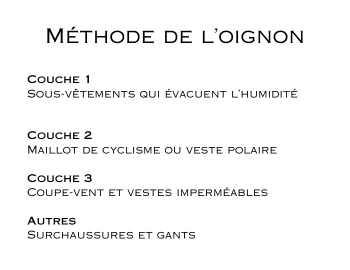 Méthode de l'oignon
Couche 1
Sous-vêtements qui évacuent l'humidité
Couche 2
Maillot de cyclisme ou veste polaire
Couche 3
Coupe-vent et vestes imperméables
Autres
Surchaussures et gants